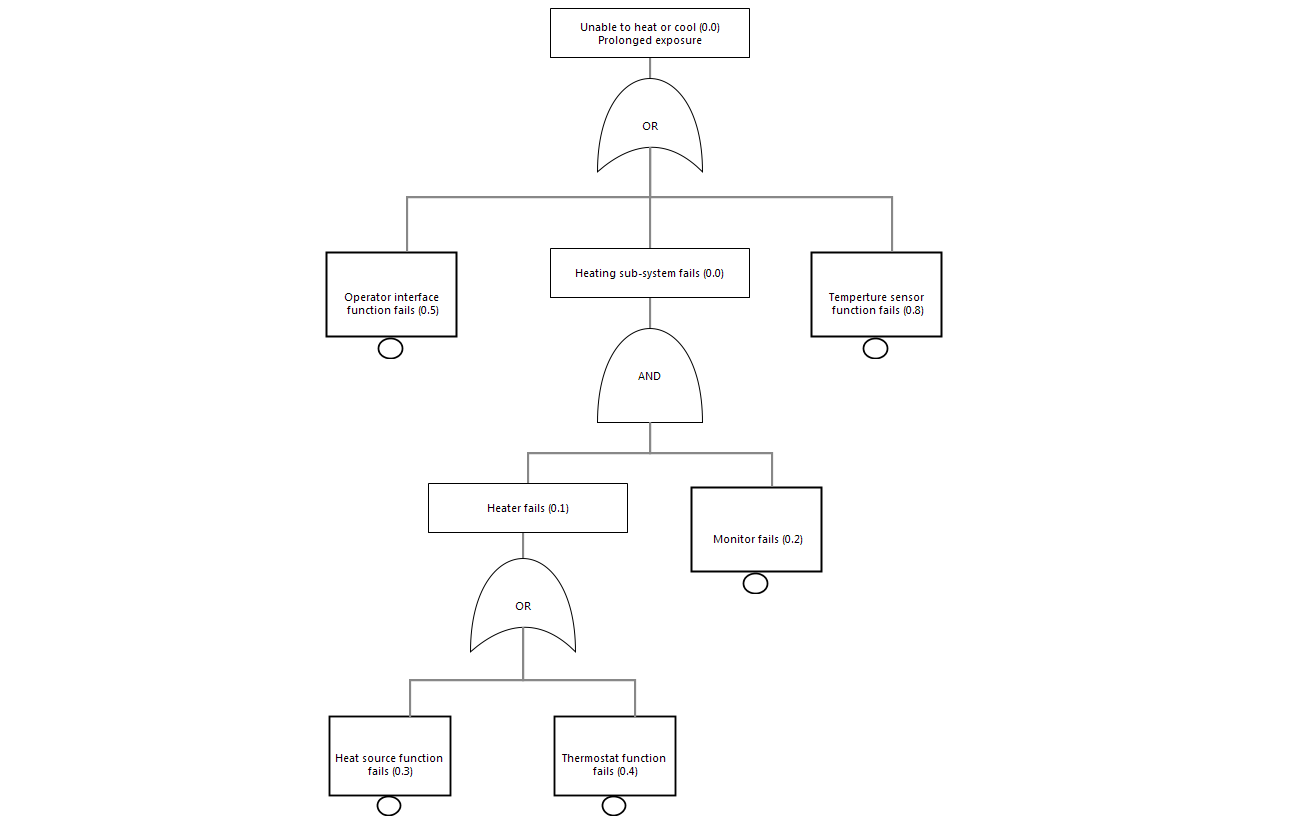 Unable to heat or cool (0.0)
Prolonged exposure
OR
Operator interface
function fails (0.5)
Heating sub-system fails (0.0)
Temperture sensor
function fails (0.8)
AND
Heater fails (0.1)
Monitor fails (0.2)
OR
Heat source function
fails (0.3)
Thermostat function
fails (0.4)